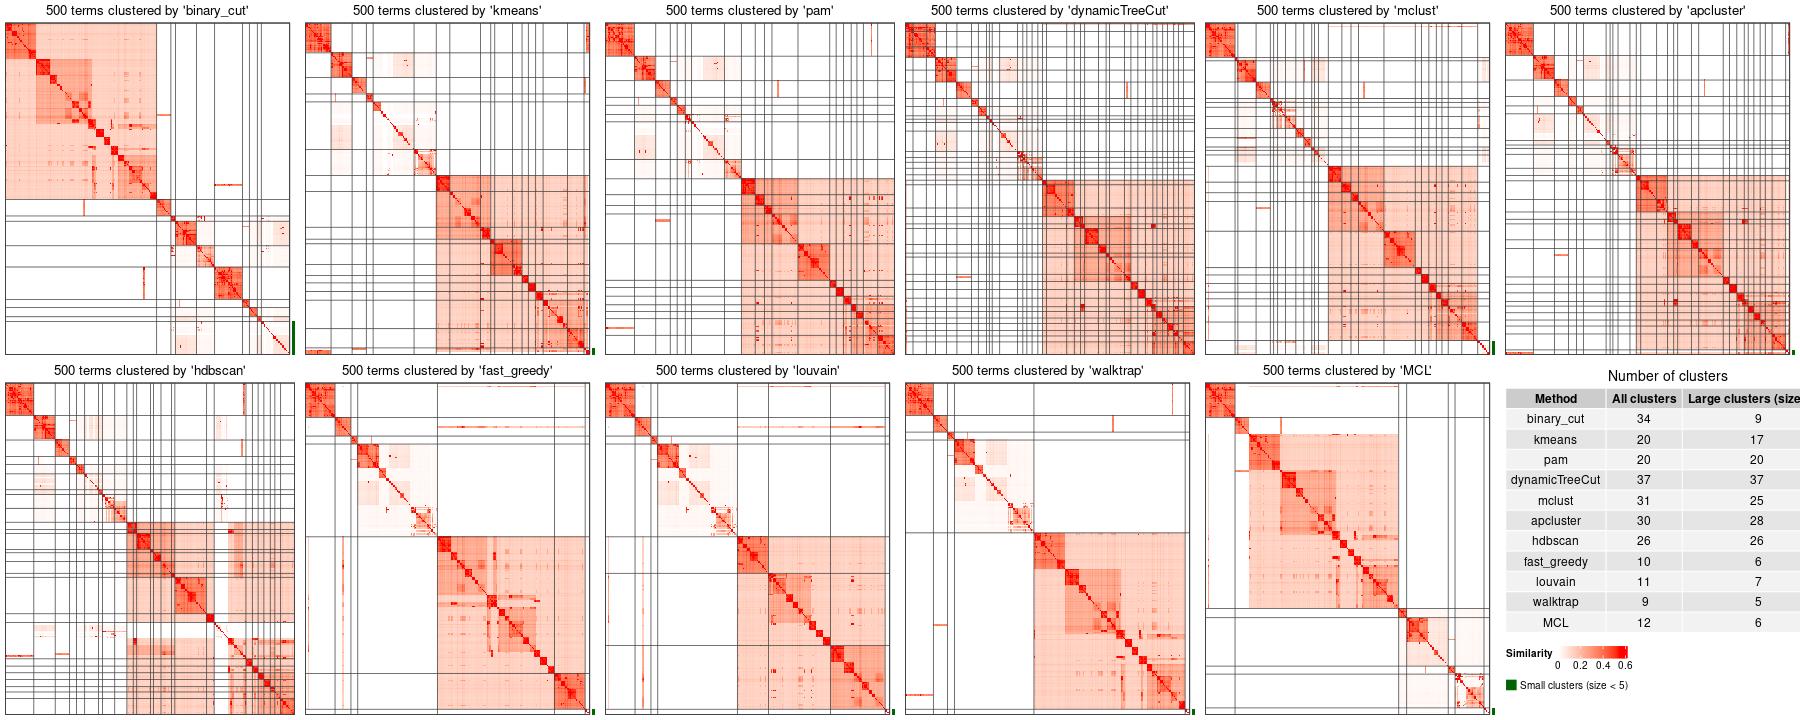 500 terms clustered by 'binary_cut'
500 terms clustered by 'kmeans'
500 terms clustered by 'pam'
500 terms clustered by 'dynamicTreeCut'
500 terms clustered by 'mclust'
500 terms clustered by 'apcluster'
500 terms clustered by 'hdbscan'
500 terms clustered by 'fast_greedy'
500 terms clustered by 'louvain'
500 terms clustered by 'walktrap'
500 terms clustered by 'MCL'
Number of clusters
Method All clusters Large clusters (size
binary_cut 34 9
kmeans 20 17
pam 20 20
dynamicTreeCut 37 37
mclust 31 25
apcluster 30 28
hdbscan 26 26
fast_greedy 10 6
louvain 11 7
walktrap 9 5
MCL 12 6
Similarity
0 0.2 0.4 0.6
Small clusters (size < 5)